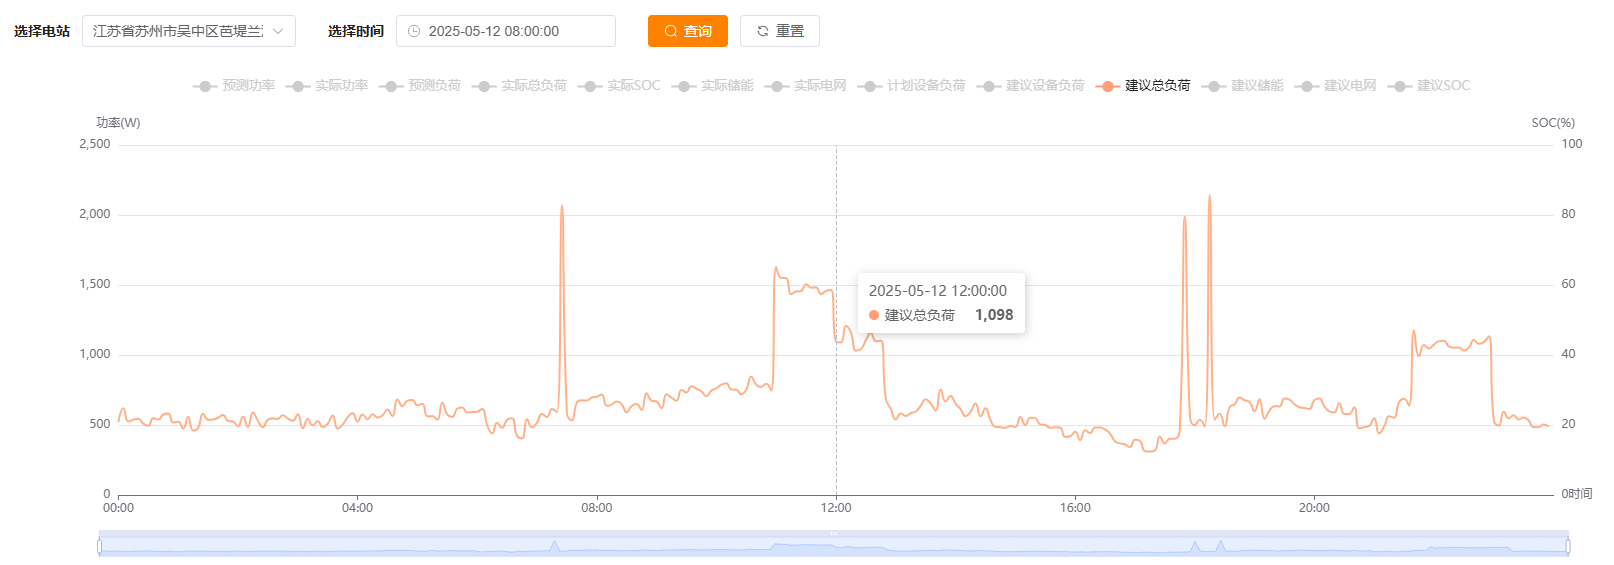 选择电站 江苏省苏州市吴中区芭堤兰 选择时间 2025-05-12 08:00:00 查询 重置
预测功率 实际功率 预测负荷 实际总负荷 实际SOC 实际储能 实际电网 计划设备负荷 建议设备负荷 建议总负荷 建议储能 建议电网 建议SOC
功率(W) SOC(%)
2,500 100
2,000 80
1,500 60
2025-05-12 12:00:00
建议总负荷 1,098
1,000 40
500 20
0 0时间
00:00 04:00 08:00 12:00 16:00 20:00